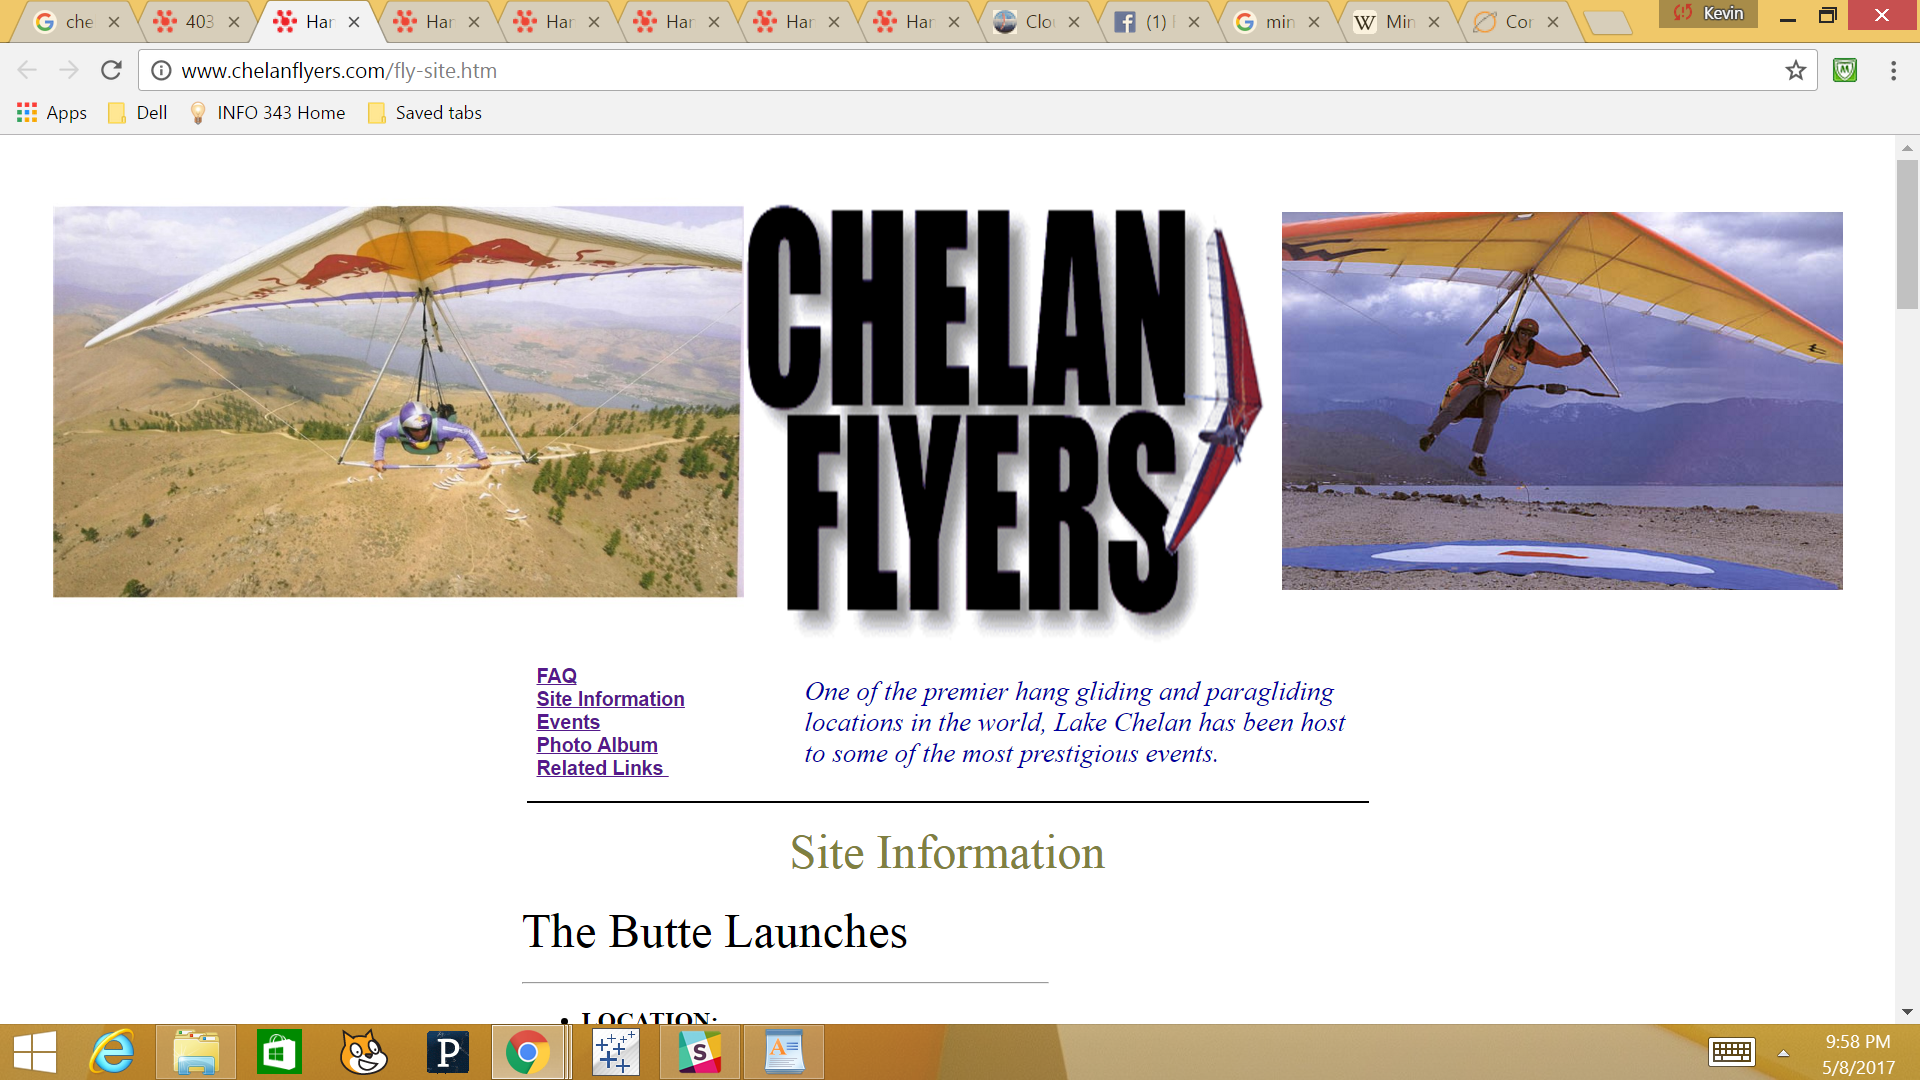 che
403
Har
Har
Har
Har
Har
Har
Clou
(1)
min
Min
Cor
Kevin
www.chelanflyers.com/fly-site.htm
Apps
Dell
INFO 343 Home
Saved tabs
CHELAN
FLYERS
FAQ
Site Information
Events
Photo Album
Related Links
One of the premier hang gliding and paragliding
locations in the world, Lake Chelan has been host
to some of the most prestigious events.
Site Information
The Butte Launches
• LOCATION:
9:58 PM
5/8/2017